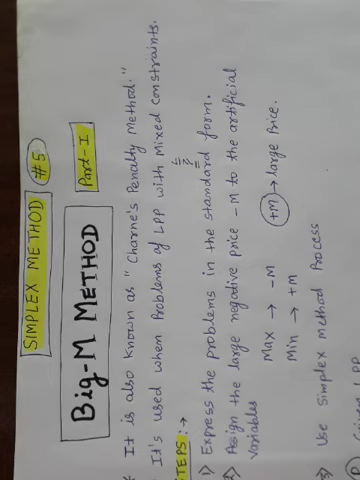 SIMPLEX METHOD #5
Big-M METHOD Part-I
It is also known as "Charne's Penalty Method."
It's used when Problems of LPP with Mixed Constraints.
STEPS:→
1) Express the problems in the standard form.
2) Assign the large negative price -M to the artificial
variables
Max → -M
Min → +M +M → large Price.
3) Use Simplex method Process
LPP